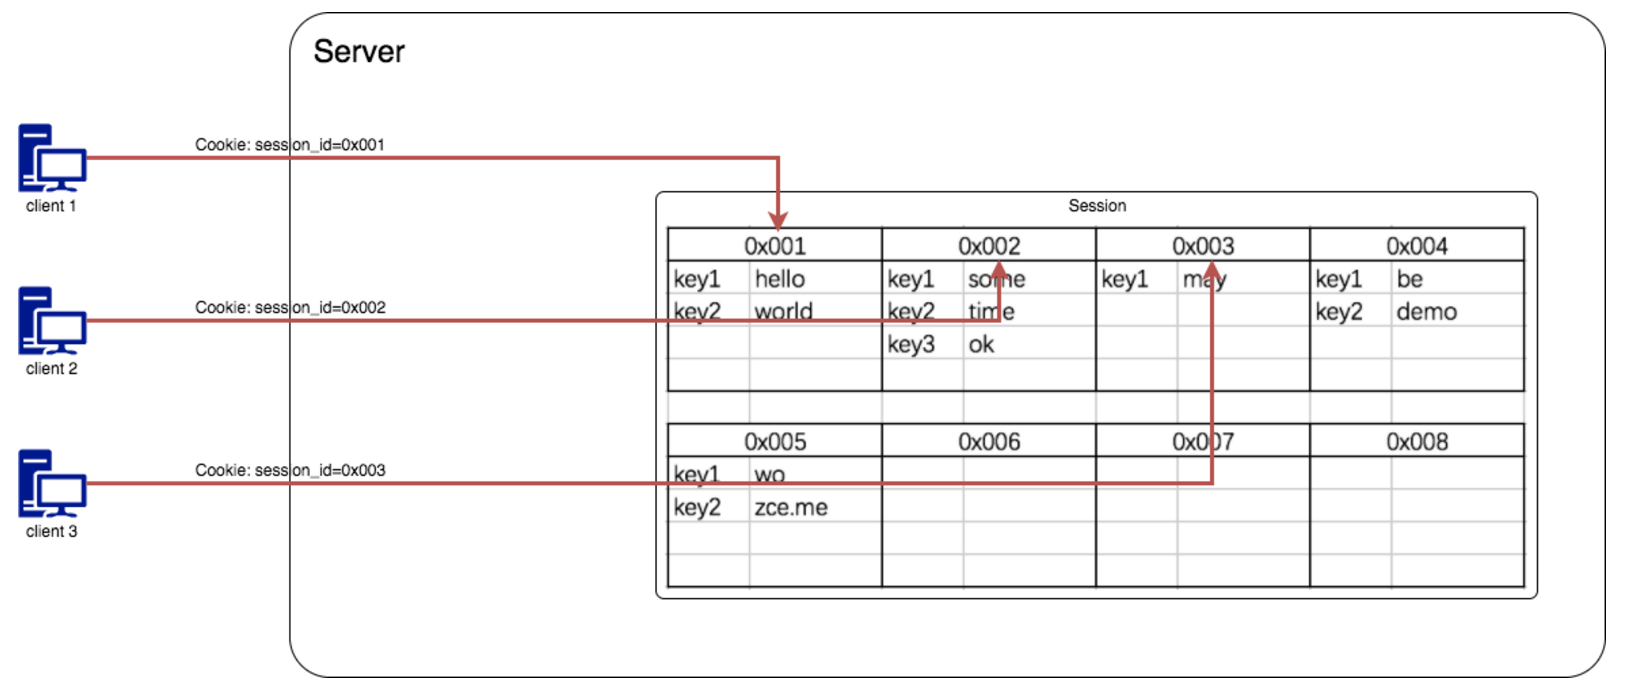 Server
Cookie: session_id=0x001
client 1
Session
0x001 0x002 0x003 0x004
key1 hello key1 some key1 may key1 be
key2 world key2 time key2 demo
key3 ok
Cookie: session_id=0x002
client 2
0x005 0x006 0x007 0x008
key1 wo
key2 zce.me
Cookie: session_id=0x003
client 3